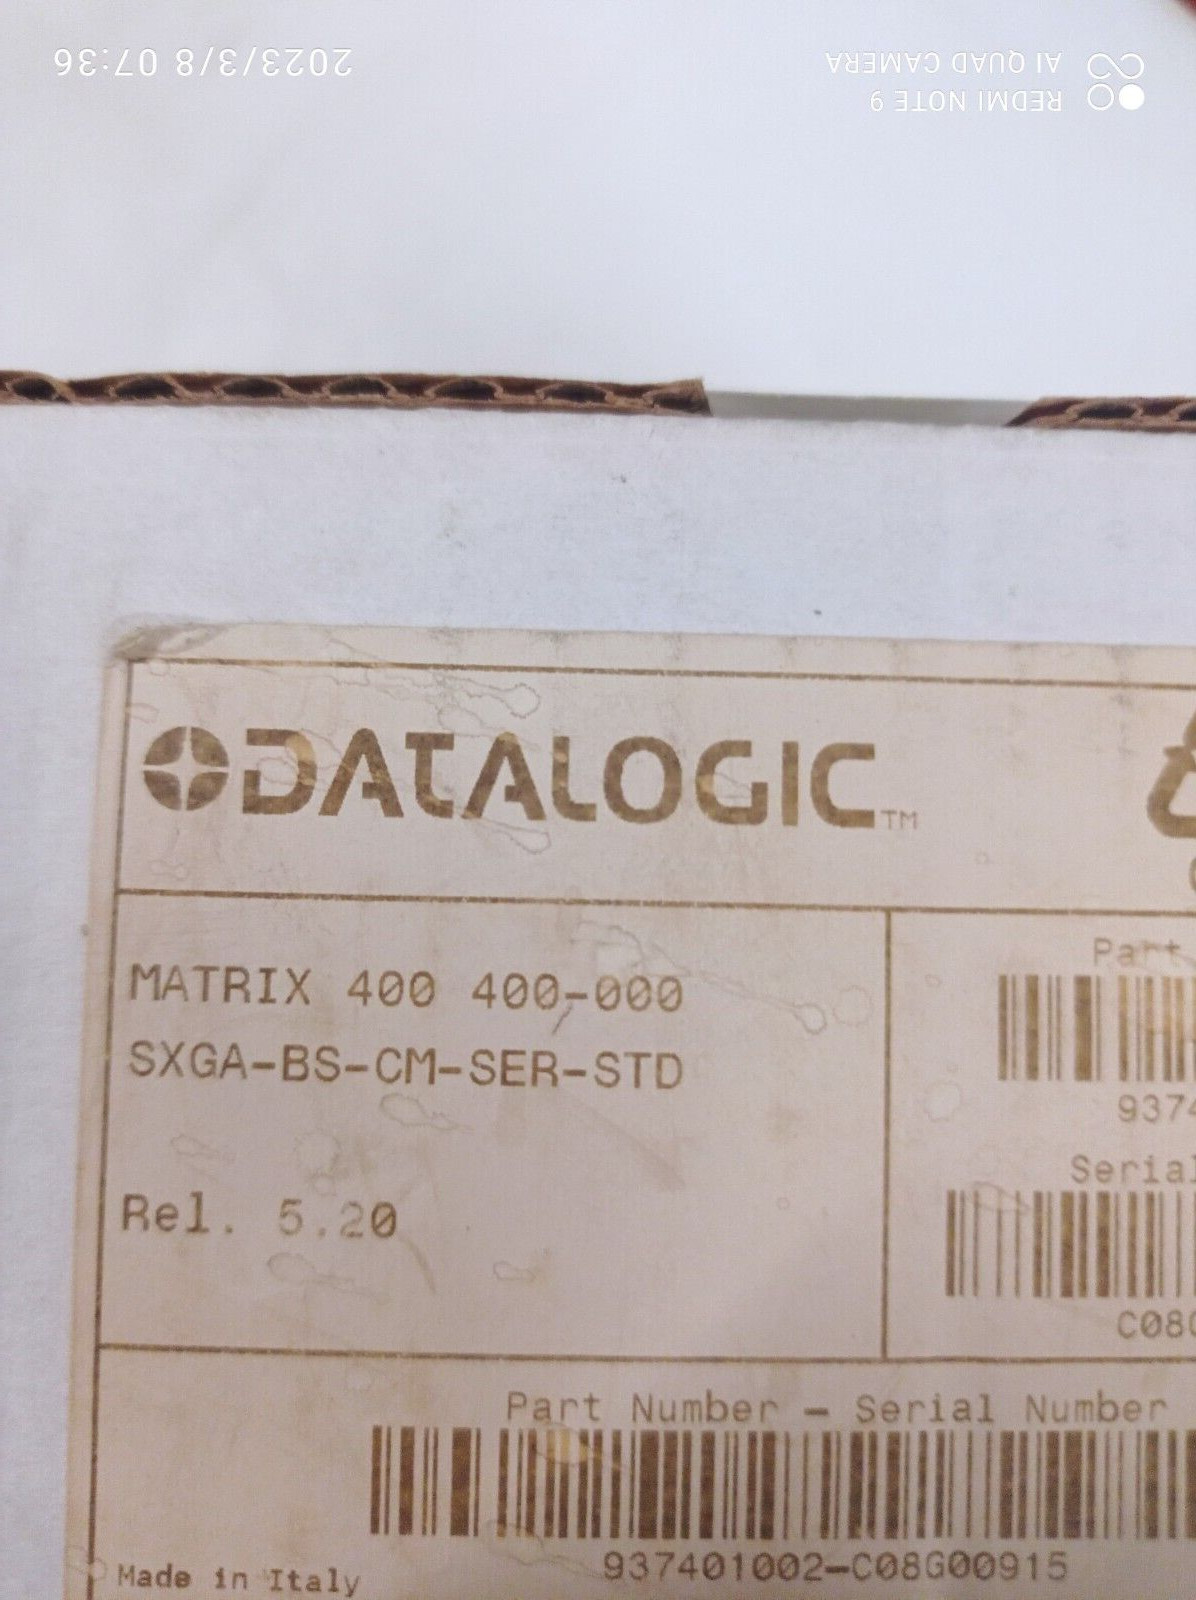 2023/3/8 07:36
REDMI NOTE 9
AI QUAD CAMERA
DATALOGIC™
MATRIX 400 400-000
SXGA-BS-CM-SER-STD
Rel. 5.20
Part
Serial
Part Number - Serial Number
937401002-C08G00915
Made in Italy